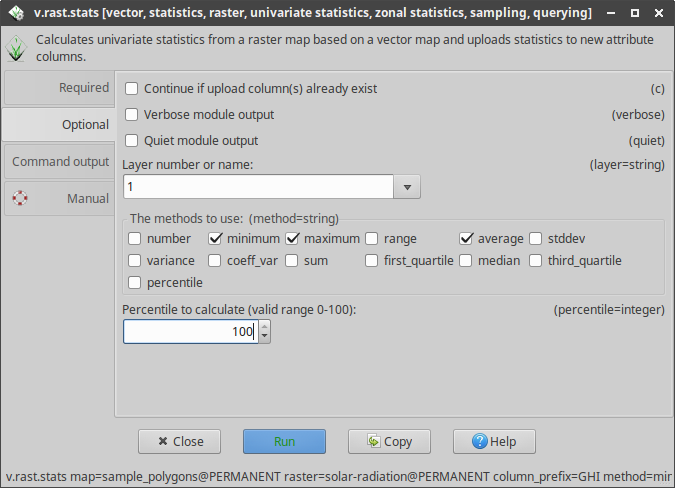 v.rast.stats [vector, statistics, raster, univariate statistics, zonal statistics, sampling, querying]
Calculates univariate statistics from a raster map based on a vector map and uploads statistics to new attribute
columns.
Required
Optional
Command output
Manual
Continue if upload column(s) already exist (c)
Verbose module output (verbose)
Quiet module output (quiet)
Layer number or name: (layer=string)
1
The methods to use: (method=string)
number minimum maximum range average stddev
variance coeff_var sum first_quartile median third_quartile
percentile
Percentile to calculate (valid range 0-100): (percentile=integer)
100
Close Run Copy Help
v.rast.stats map=sample_polygons@PERMANENT raster=solar-radiation@PERMANENT column_prefix=GHI method=mir